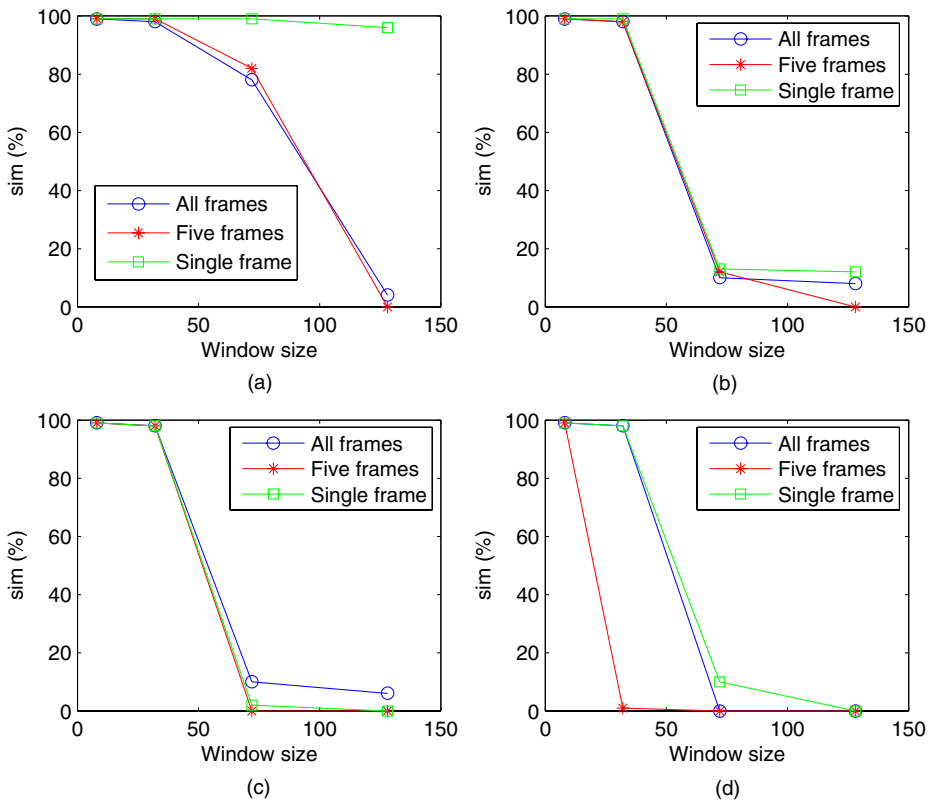 100
80
60
40
20
0
sim (%)
All frames
Five frames
Single frame
0 50 100 150
Window size
(a)
100
80
60
40
20
0
sim (%)
All frames
Five frames
Single frame
0 50 100 150
Window size
(b)
100
80
60
40
20
0
sim (%)
All frames
Five frames
Single frame
0 50 100 150
Window size
(c)
100
80
60
40
20
0
sim (%)
All frames
Five frames
Single frame
0 50 100 150
Window size
(d)